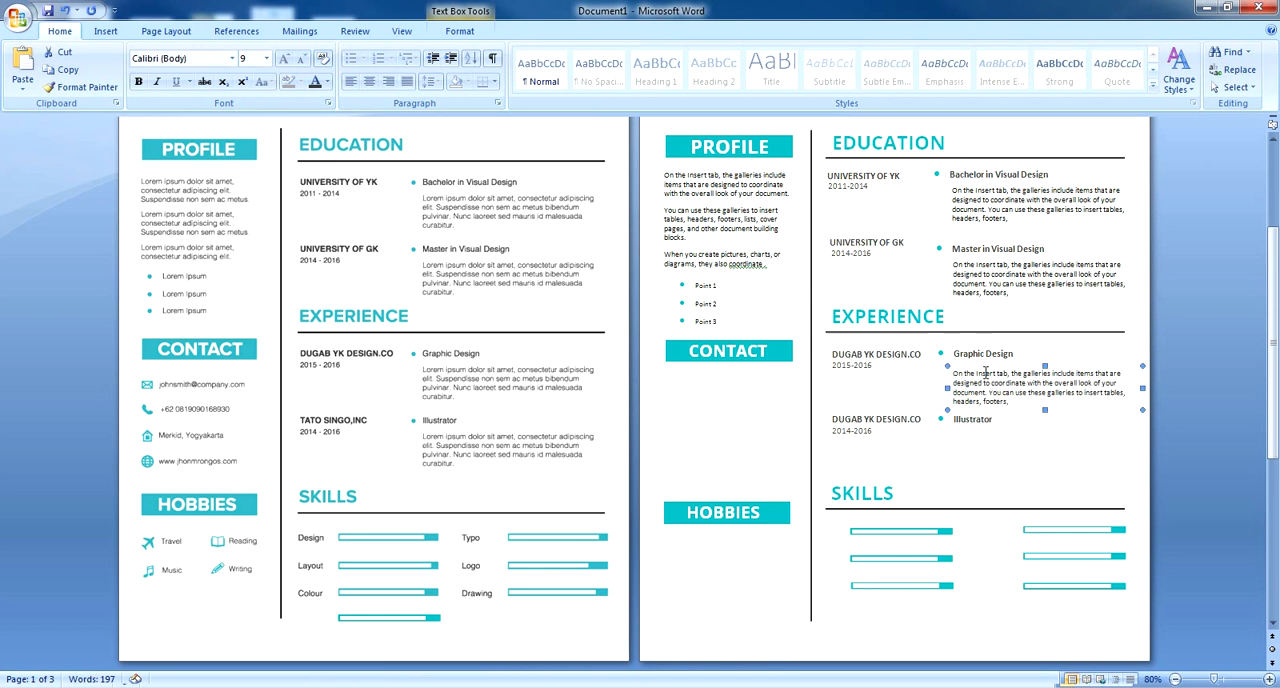 Text Box Tools
Document1 - Microsoft Word
Home Insert Page Layout References Mailings Review View Format
Paste
Cut
Copy
Format Painter
Clipboard
Calibri (Body) 9
Font
Paragraph
AaBbCcDc AaBbCcDc AaBbCc AaBbCc AaBl AaBbCcl AaBbCcDc AaBbCcDc AaBbCcDc AaBbCcDc AaBbCcDc
¶ Normal ¶ No Spaci... Heading 1 Heading 2 Title Subtitle Subtle Em... Emphasis Intense E... Strong Quote
Styles
Change Styles
Find
Replace
Select
Editing
PROFILE
Lorem ipsum dolor sit amet,
consectetur adipiscing elit.
Suspendisse non sem ac metus
Lorem ipsum dolor sit amet,
consectetur adipiscing elit.
Lorem ipsum dolor sit amet,
consectetur adipiscing elit.
Lorem Ipsum
Lorem Ipsum
Lorem Ipsum
CONTACT
johnsmith@company.com
+62 0819090168930
Merkid, Yogyakarta
www.jhonmrongos.com
HOBBIES
Travel Reading
Music Writing
EDUCATION
UNIVERSITY OF YK
2011 - 2014
Bachelor in Visual Design
Lorem ipsum dolor sit amet, consectetur adipiscing
elit. Suspendisse non sem ac metus bibendum
pulvinar. Nunc laoreet sed mauris id malesuada
curabitur.
UNIVERSITY OF GK
2014 - 2016
Master in Visual Design
Lorem ipsum dolor sit amet, consectetur adipiscing
elit. Suspendisse non sem ac metus bibendum
pulvinar. Nunc laoreet sed mauris id malesuada
curabitur.
EXPERIENCE
DUGAB YK DESIGN.CO
2015 - 2016
Graphic Design
Lorem ipsum dolor sit amet, consectetur adipiscing
elit. Suspendisse non sem ac metus bibendum
pulvinar. Nunc laoreet sed mauris id malesuada
curabitur.
TATO SINGO,INC
2014 - 2016
Illustrator
Lorem ipsum dolor sit amet, consectetur adipiscing
elit. Suspendisse non sem ac metus bibendum
pulvinar. Nunc laoreet sed mauris id malesuada
curabitur.
SKILLS
Design Typo
Layout Logo
Colour Drawing
PROFILE
On the Insert tab, the galleries include
items that are designed to coordinate
with the overall look of your document.
You can use these galleries to insert
tables, headers, footers, lists, cover
pages, and other document building
blocks.
When you create pictures, charts, or
diagrams, they also coordinate .
Point 1
Point 2
Point 3
CONTACT
HOBBIES
EDUCATION
UNIVERSITY OF YK
2011-2014
Bachelor in Visual Design
On the Insert tab, the galleries include items that are
designed to coordinate with the overall look of your
document. You can use these galleries to insert tables,
headers, footers,
UNIVERSITY OF GK
2014-2016
Master in Visual Design
On the Insert tab, the galleries include items that are
designed to coordinate with the overall look of your
document. You can use these galleries to insert tables,
headers, footers,
EXPERIENCE
DUGAB YK DESIGN.CO
2015-2016
Graphic Design
On the Insert tab, the galleries include items that are
designed to coordinate with the overall look of your
document. You can use these galleries to insert tables,
headers, footers,
DUGAB YK DESIGN.CO
2014-2016
Illustrator
SKILLS
Page: 1 of 3 Words: 197 80%